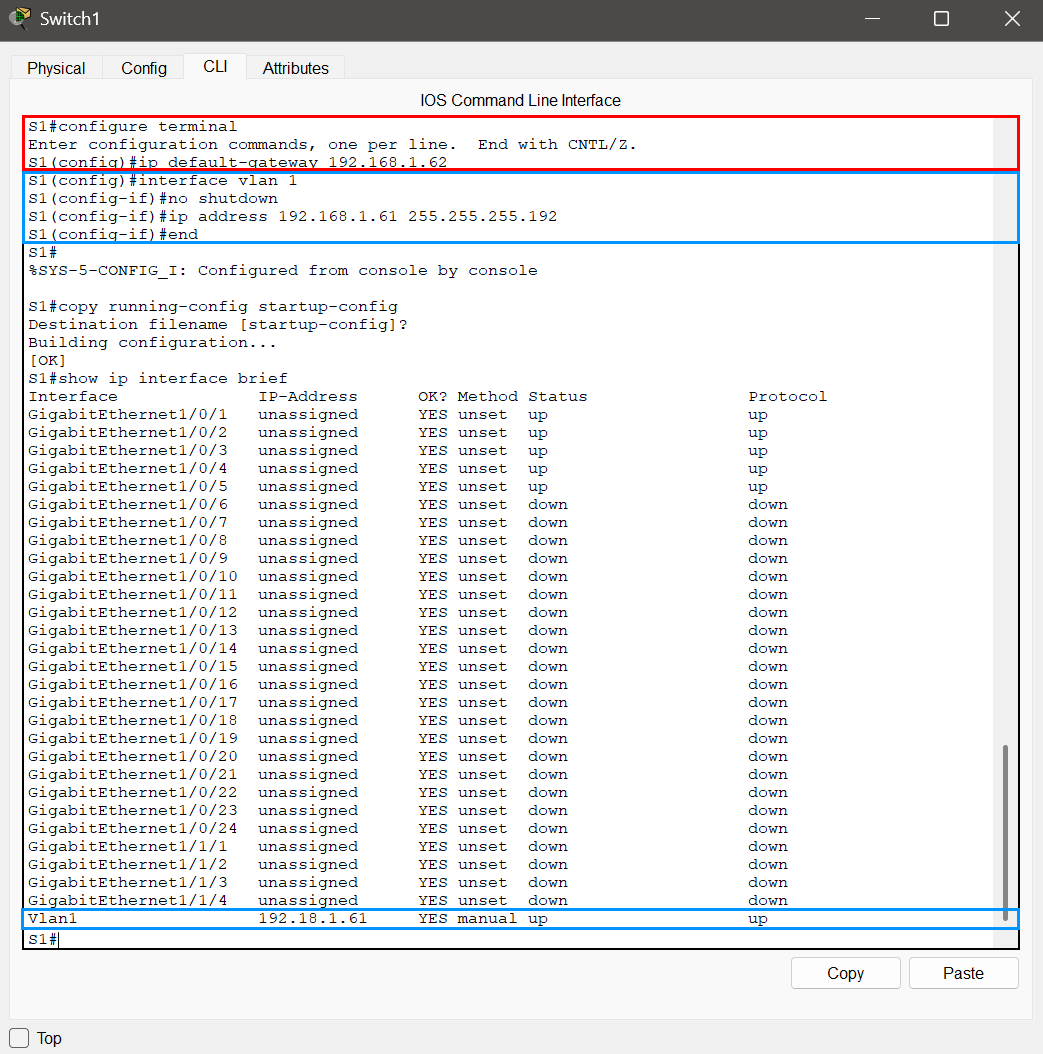 Switch1
Physical Config CLI Attributes
IOS Command Line Interface
S1#configure terminal
Enter configuration commands, one per line.  End with CNTL/Z.
S1(config)#ip default-gateway 192.168.1.62
S1(config)#interface vlan 1
S1(config-if)#no shutdown
S1(config-if)#ip address 192.168.1.61 255.255.255.192
S1(config-if)#end
S1#
%SYS-5-CONFIG_I: Configured from console by console
S1#copy running-config startup-config
Destination filename [startup-config]?
Building configuration...
[OK]
S1#show ip interface brief
Interface              IP-Address      OK? Method Status                Protocol
GigabitEthernet1/0/1   unassigned      YES unset  up                    up
GigabitEthernet1/0/2   unassigned      YES unset  up                    up
GigabitEthernet1/0/3   unassigned      YES unset  up                    up
GigabitEthernet1/0/4   unassigned      YES unset  up                    up
GigabitEthernet1/0/5   unassigned      YES unset  up                    up
GigabitEthernet1/0/6   unassigned      YES unset  down                  down
GigabitEthernet1/0/7   unassigned      YES unset  down                  down
GigabitEthernet1/0/8   unassigned      YES unset  down                  down
GigabitEthernet1/0/9   unassigned      YES unset  down                  down
GigabitEthernet1/0/10  unassigned      YES unset  down                  down
GigabitEthernet1/0/11  unassigned      YES unset  down                  down
GigabitEthernet1/0/12  unassigned      YES unset  down                  down
GigabitEthernet1/0/13  unassigned      YES unset  down                  down
GigabitEthernet1/0/14  unassigned      YES unset  down                  down
GigabitEthernet1/0/15  unassigned      YES unset  down                  down
GigabitEthernet1/0/16  unassigned      YES unset  down                  down
GigabitEthernet1/0/17  unassigned      YES unset  down                  down
GigabitEthernet1/0/18  unassigned      YES unset  down                  down
GigabitEthernet1/0/19  unassigned      YES unset  down                  down
GigabitEthernet1/0/20  unassigned      YES unset  down                  down
GigabitEthernet1/0/21  unassigned      YES unset  down                  down
GigabitEthernet1/0/22  unassigned      YES unset  down                  down
GigabitEthernet1/0/23  unassigned      YES unset  down                  down
GigabitEthernet1/0/24  unassigned      YES unset  down                  down
GigabitEthernet1/1/1   unassigned      YES unset  down                  down
GigabitEthernet1/1/2   unassigned      YES unset  down                  down
GigabitEthernet1/1/3   unassigned      YES unset  down                  down
GigabitEthernet1/1/4   unassigned      YES unset  down                  down
Vlan1                  192.18.1.61     YES manual up                    up
S1#
Copy Paste
Top